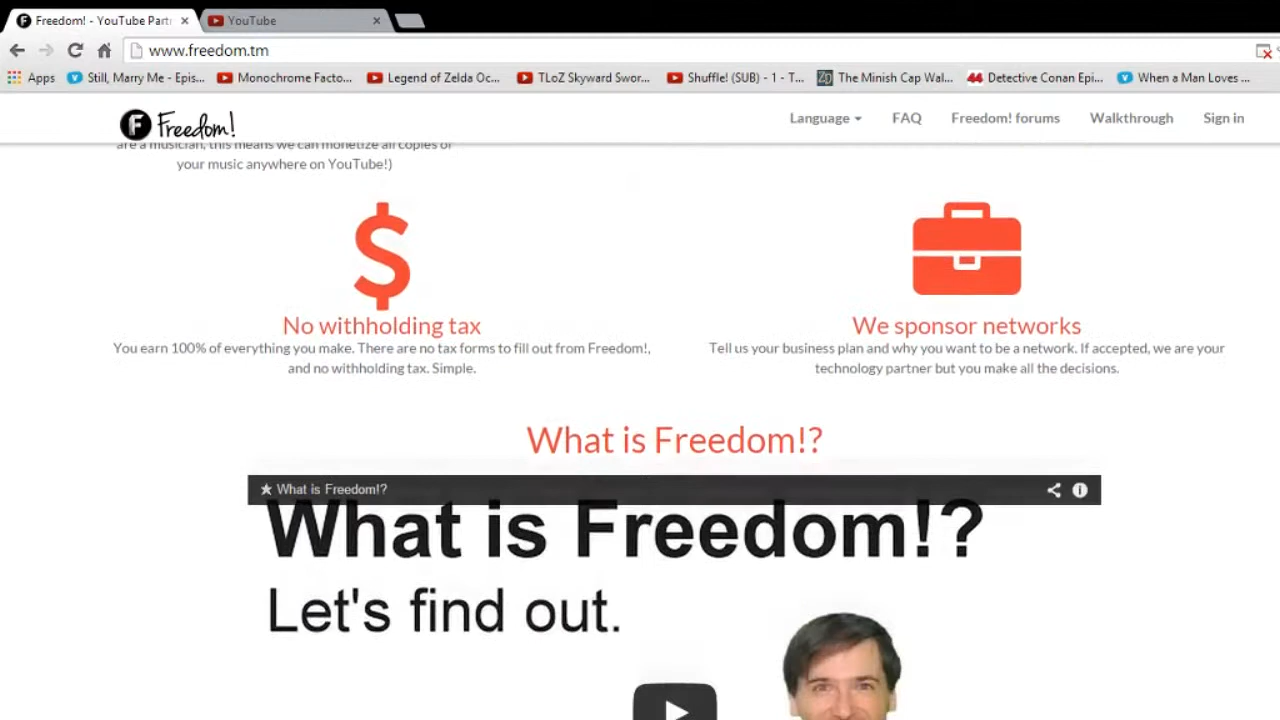 Freedom! - YouTube Part
YouTube
www.freedom.tm
Apps
Still, Marry Me - Epis...
Monochrome Facto...
Legend of Zelda Oc...
TLoZ Skyward Swor...
Shuffle! (SUB) - 1 - T...
The Minish Cap Wal...
44
Detective Conan Epi...
When a Man Loves ...
F Freedom!
Language
FAQ
Freedom! forums
Walkthrough
Sign in
are a musician, this means we can monetize all copies of
your music anywhere on YouTube!)
No withholding tax
You earn 100% of everything you make. There are no tax forms to fill out from Freedom!,
and no withholding tax. Simple.
We sponsor networks
Tell us your business plan and why you want to be a network. If accepted, we are your
technology partner but you make all the decisions.
What is Freedom!?
What is Freedom!?
What is Freedom!?
Let's find out.